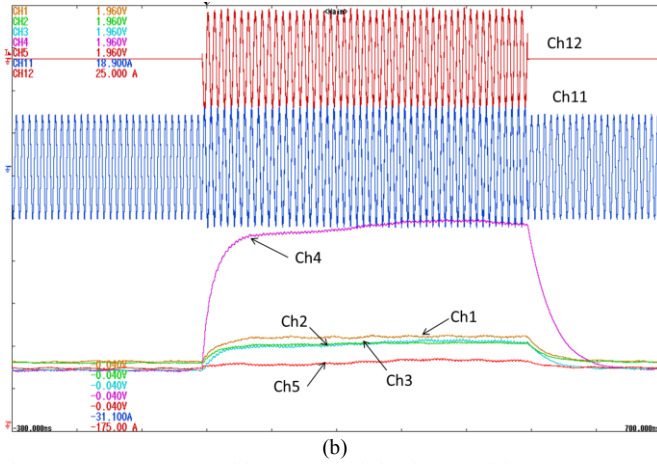 <Main>
CH1 1.960V
CH2 1.960V
CH3 1.960V
CH4 1.960V
CH5 1.960V
CH11 18.900A
CH12 25.000 A
Ch12
Ch11
Ch4
Ch2
Ch1
Ch3
Ch5
-0.040V
-0.040V
-0.040V
-0.040V
-0.040V
-31.100A
-175.00 A
-300.000ms
700.000ms
(b)